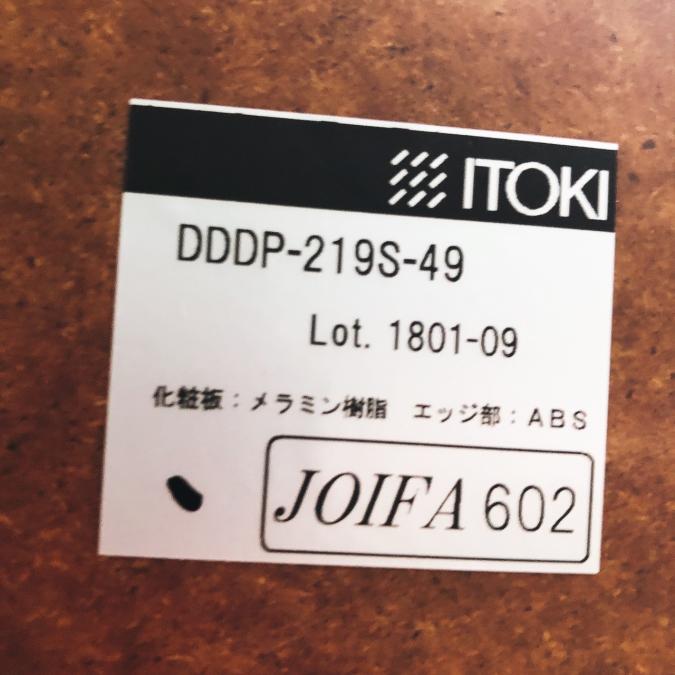 ITOKI
DDDP-219S-49
Lot. 1801-09
化粧板：メラミン樹脂　エッジ部：ABS
JOIFA 602